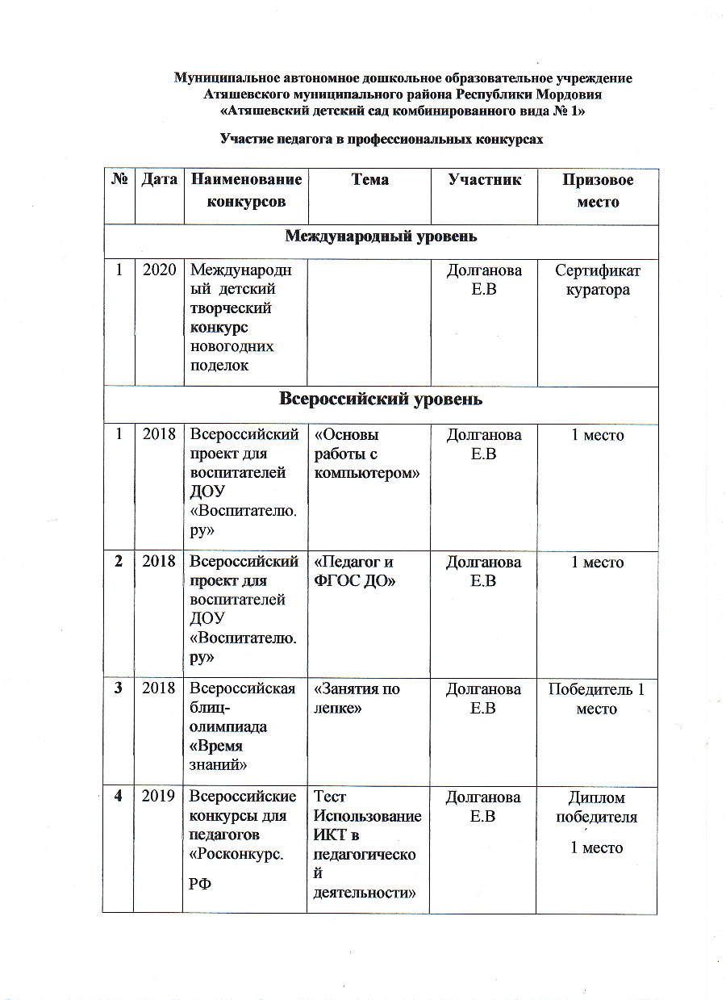 Муниципальное автономное дошкольное образовательное учреждение
Атяшевского муниципального района Республики Мордовия
«Атяшевский детский сад комбинированного вида № 1»
Участие педагога в профессиональных конкурсах
№ Дата Наименование Тема Участник Призовое
конкурсов место
Международный уровень
1 2020 Международн Долганова Сертификат
ый детский Е.В куратора
творческий
конкурс
новогодних
поделок
Всероссийский уровень
1 2018 Всероссийский «Основы Долганова 1 место
проект для работы с Е.В
воспитателей компьютером»
ДОУ
«Воспитателю.
ру»
2 2018 Всероссийский «Педагог и Долганова 1 место
проект для ФГОС ДО» Е.В
воспитателей
ДОУ
«Воспитателю.
ру»
3 2018 Всероссийская «Занятия по Долганова Победитель 1
блиц- лепке» Е.В место
олимпиада
«Время
знаний»
4 2019 Всероссийские Тест Долганова Диплом
конкурсы для Использование Е.В победителя
педагогов ИКТ в
«Росконкурс. педагогическо 1 место
й
РФ деятельности»